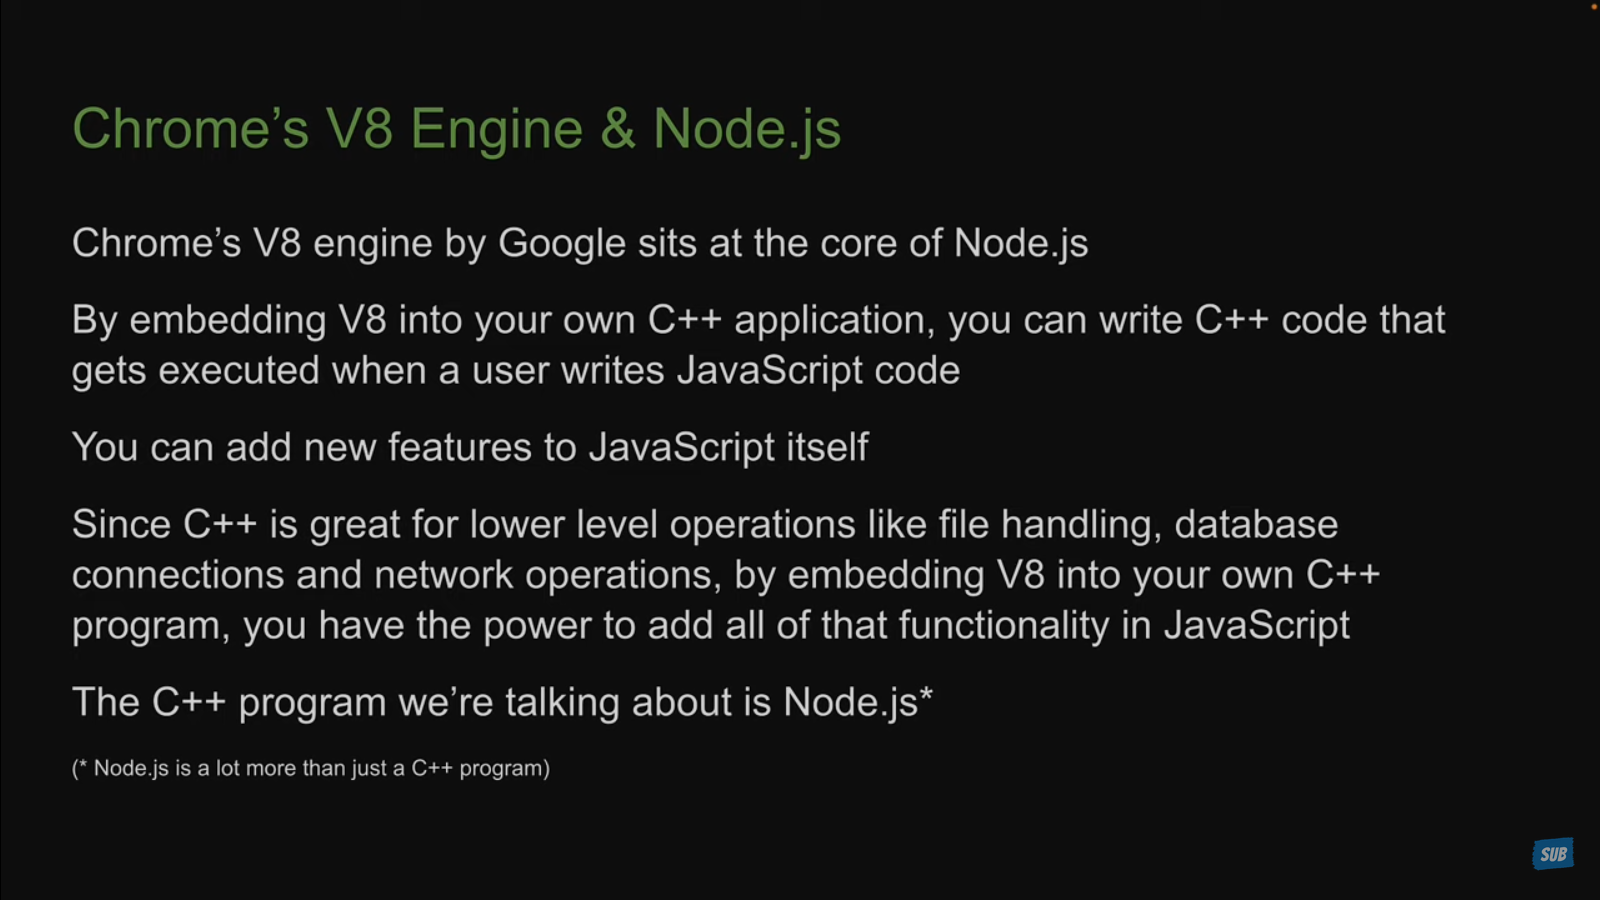 Chrome’s V8 Engine & Node.js
Chrome’s V8 engine by Google sits at the core of Node.js
By embedding V8 into your own C++ application, you can write C++ code that
gets executed when a user writes JavaScript code
You can add new features to JavaScript itself
Since C++ is great for lower level operations like file handling, database
connections and network operations, by embedding V8 into your own C++
program, you have the power to add all of that functionality in JavaScript
The C++ program we’re talking about is Node.js*
(* Node.js is a lot more than just a C++ program)
SUB